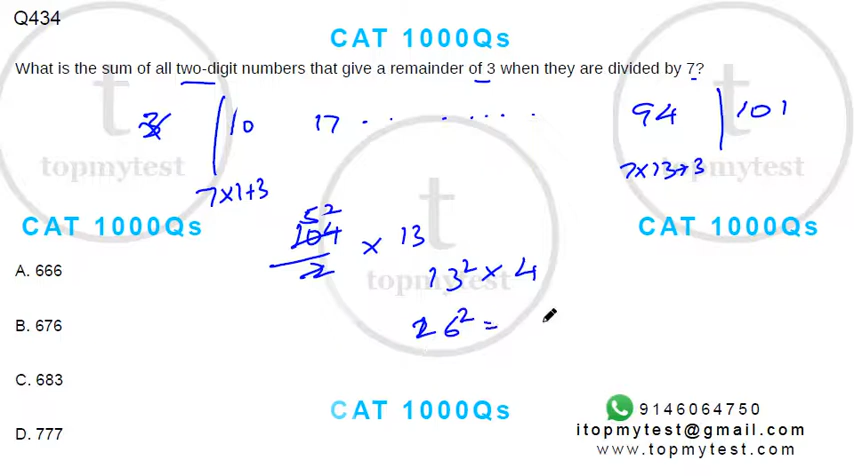 Q434
CAT 1000Qs
What is the sum of all two-digit numbers that give a remainder of 3 when they are divided by 7?
3 10 17 . . . . . . 94 101
7×1+3 7×13+3
topmytest topmytest
CAT 1000Qs CAT 1000Qs
52
104
2
× 13
13² × 4
topmytest
26² =
A. 666
B. 676
C. 683
D. 777
CAT 1000Qs
9146064750
itopmytest@gmail.com
www.topmytest.com